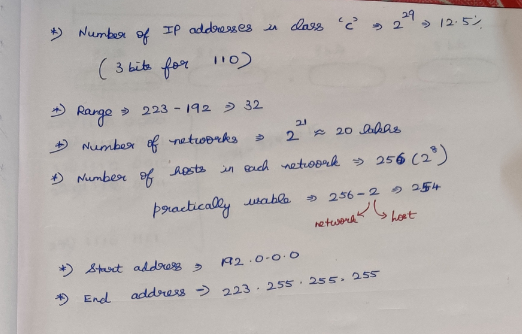 *) Number of IP addresses in class 'c' ⇒ 2^29 ⇒ 12.5%
( 3 bits for 110)
*) Range ⇒ 223 - 192 ⇒ 32
*) Number of networks ⇒ 2^21 ≈ 20 lakhs
*) Number of hosts in each network ⇒ 256 (2^8)
practically usable ⇒ 256 - 2 ⇒ 254
network host
*) Start address ⇒ 192.0.0.0
*) End address → 223.255.255.255